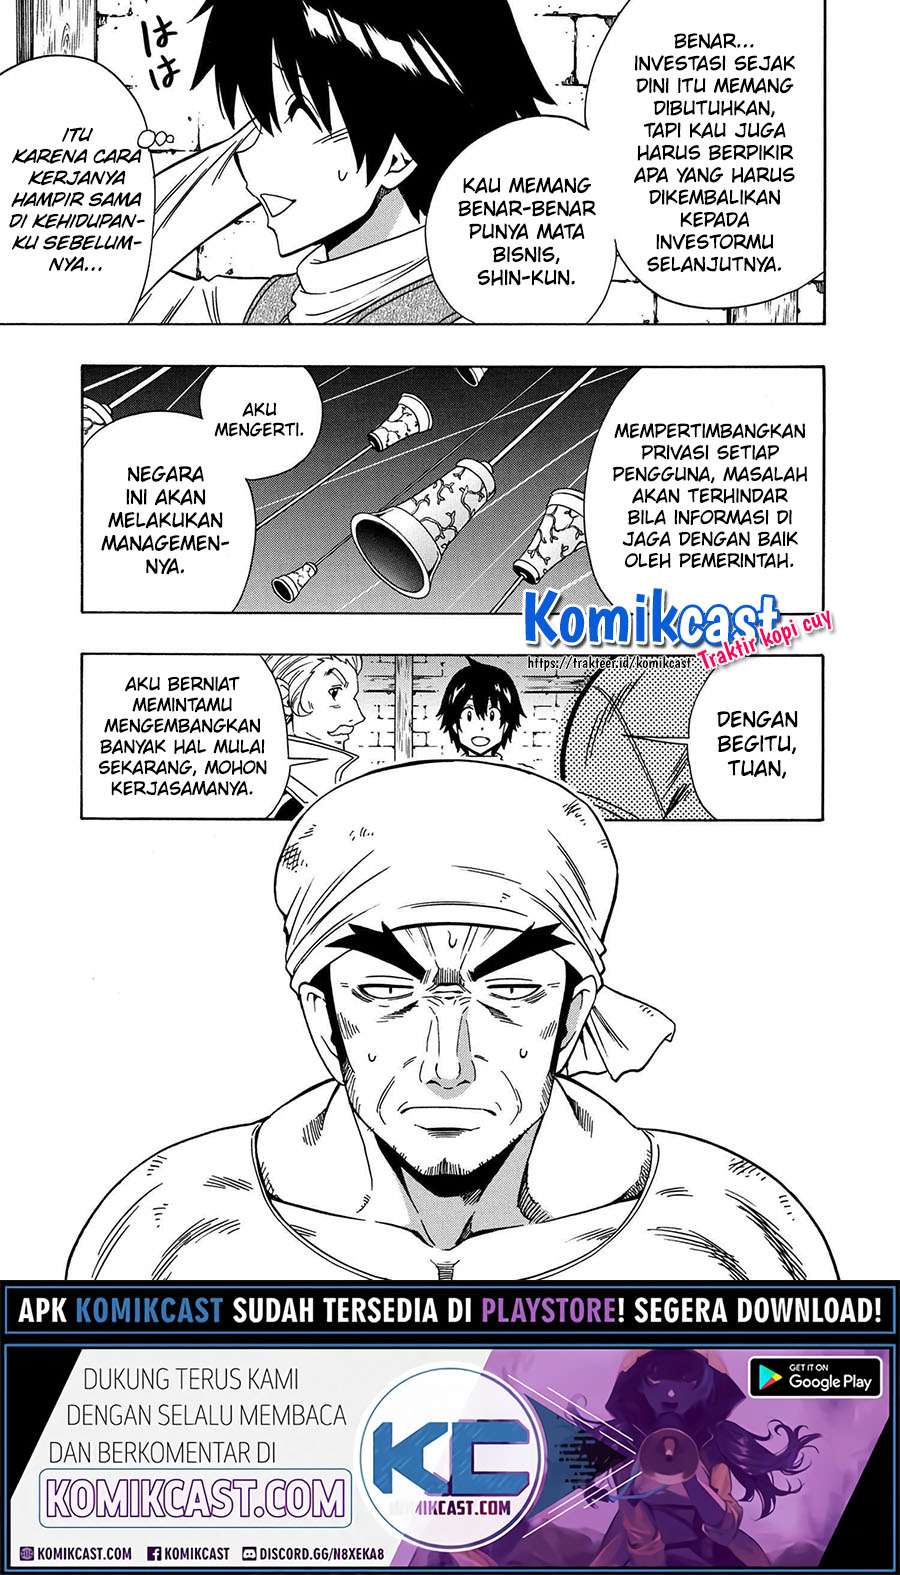 BENAR...
INVESTASI SEJAK
DINI ITU MEMANG
DIBUTUHKAN,
TAPI KAU JUGA
HARUS BERPIKIR
APA YANG HARUS
DIKEMBALIKAN
KEPADA
INVESTORMU
SELANJUTNYA.
KAU MEMANG
BENAR-BENAR
PUNYA MATA
BISNIS,
SHIN-KUN.
はは
ITU
KARENA CARA
KERJANYA
HAMPIR SAMA
DI KEHIDUPAN-
KU SEBELUM-
NYA...
MEMPERTIMBANGKAN
PRIVASI SETIAP
PENGGUNA, MASALAH
AKAN TERHINDAR
BILA INFORMASI DI
JAGA DENGAN BAIK
OLEH PEMERINTAH.
AKU
MENGERTI.
NEGARA
INI AKAN
MELAKUKAN
MANAGEMEN-
NYA.
Komikcast
https://trakteer.id/komikcast
Traktir kopi cuy
DENGAN
BEGITU,
TUAN,
AKU BERNIAT
MEMINTAMU
MENGEMBANGKAN
BANYAK HAL MULAI
SEKARANG, MOHON
KERJASAMANYA.
APK KOMIKCAST SUDAH TERSEDIA DI PLAYSTORE! SEGERA DOWNLOAD!
DUKUNG TERUS KAMI
DENGAN SELALU MEMBACA
DAN BERKOMENTAR DI
KOMIKCAST.COM
KOMIKCAST.COM KOMIKCAST DISCORD.GG/N8XEKA8
KC
WWW.KOMIKCAST.COM
GET IT ON
Google Play